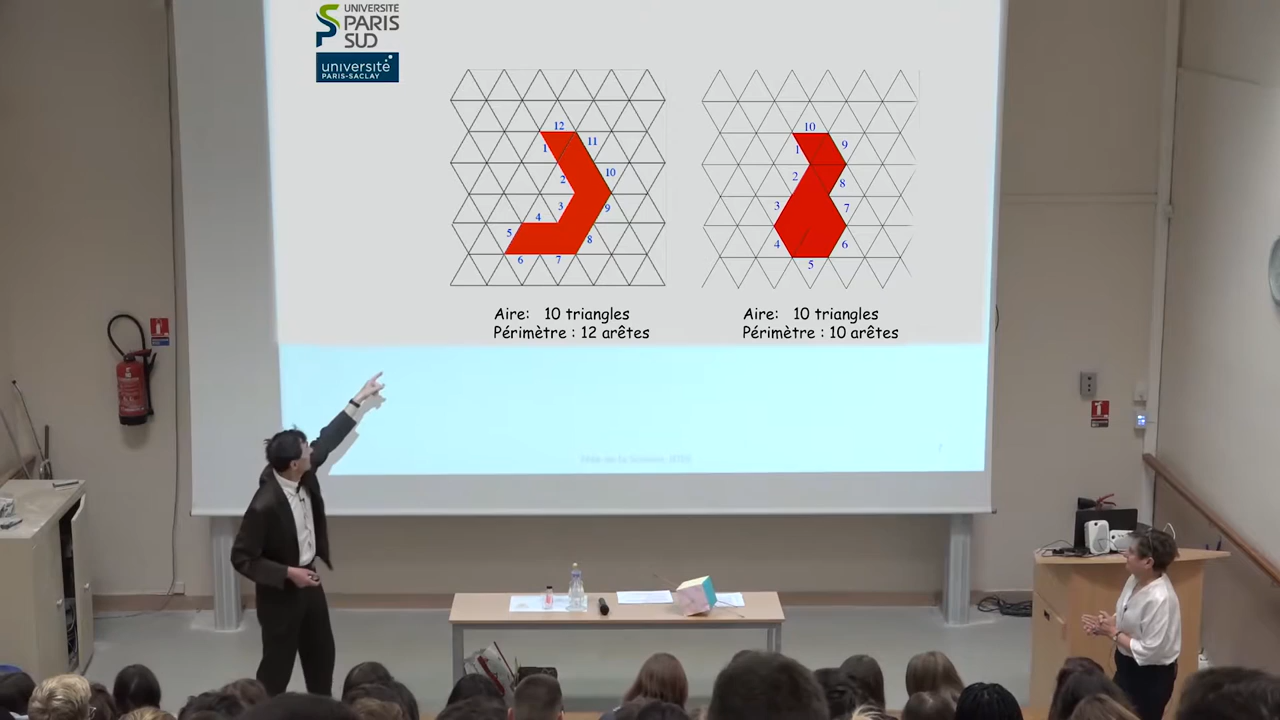 UNIVERSITE
PARIS
SUD
université
PARIS-SACLAY
12
1
11
2
10
3
9
4
5
8
6
7
10
1
9
2
8
3
7
4
6
5
Aire: 10 triangles
Périmètre : 12 arêtes
Aire: 10 triangles
Périmètre : 10 arêtes